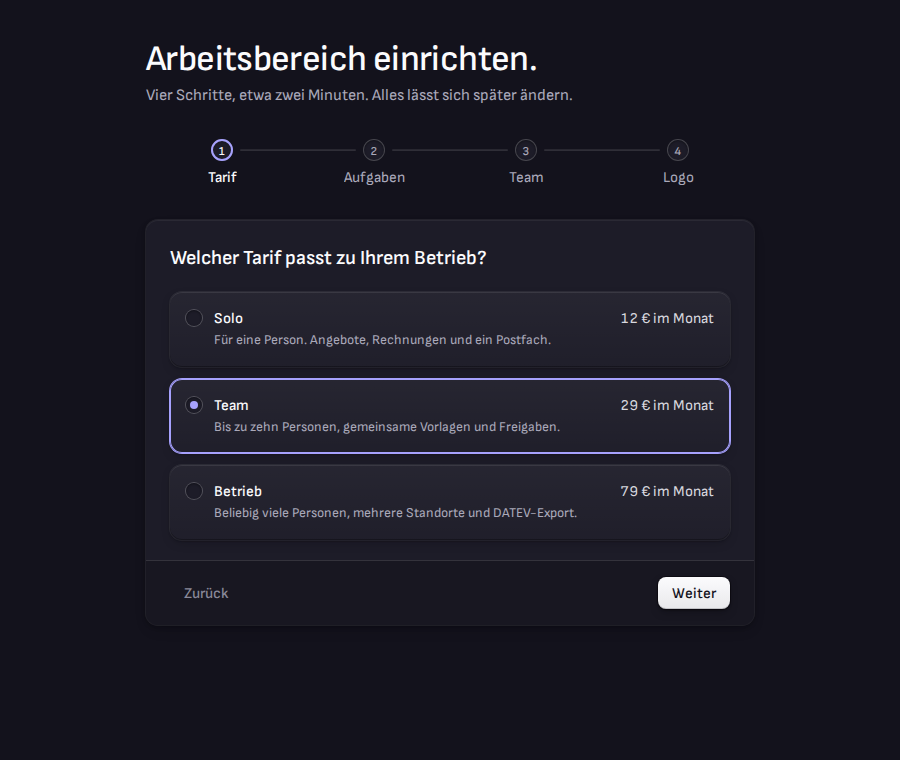 Arbeitsbereich einrichten.
Vier Schritte, etwa zwei Minuten. Alles lässt sich später ändern.
1 2 3 4
Tarif Aufgaben Team Logo
Welcher Tarif passt zu Ihrem Betrieb?
Solo 12 € im Monat
Für eine Person. Angebote, Rechnungen und ein Postfach.
Team 29 € im Monat
Bis zu zehn Personen, gemeinsame Vorlagen und Freigaben.
Betrieb 79 € im Monat
Beliebig viele Personen, mehrere Standorte und DATEV-Export.
Zurück Weiter